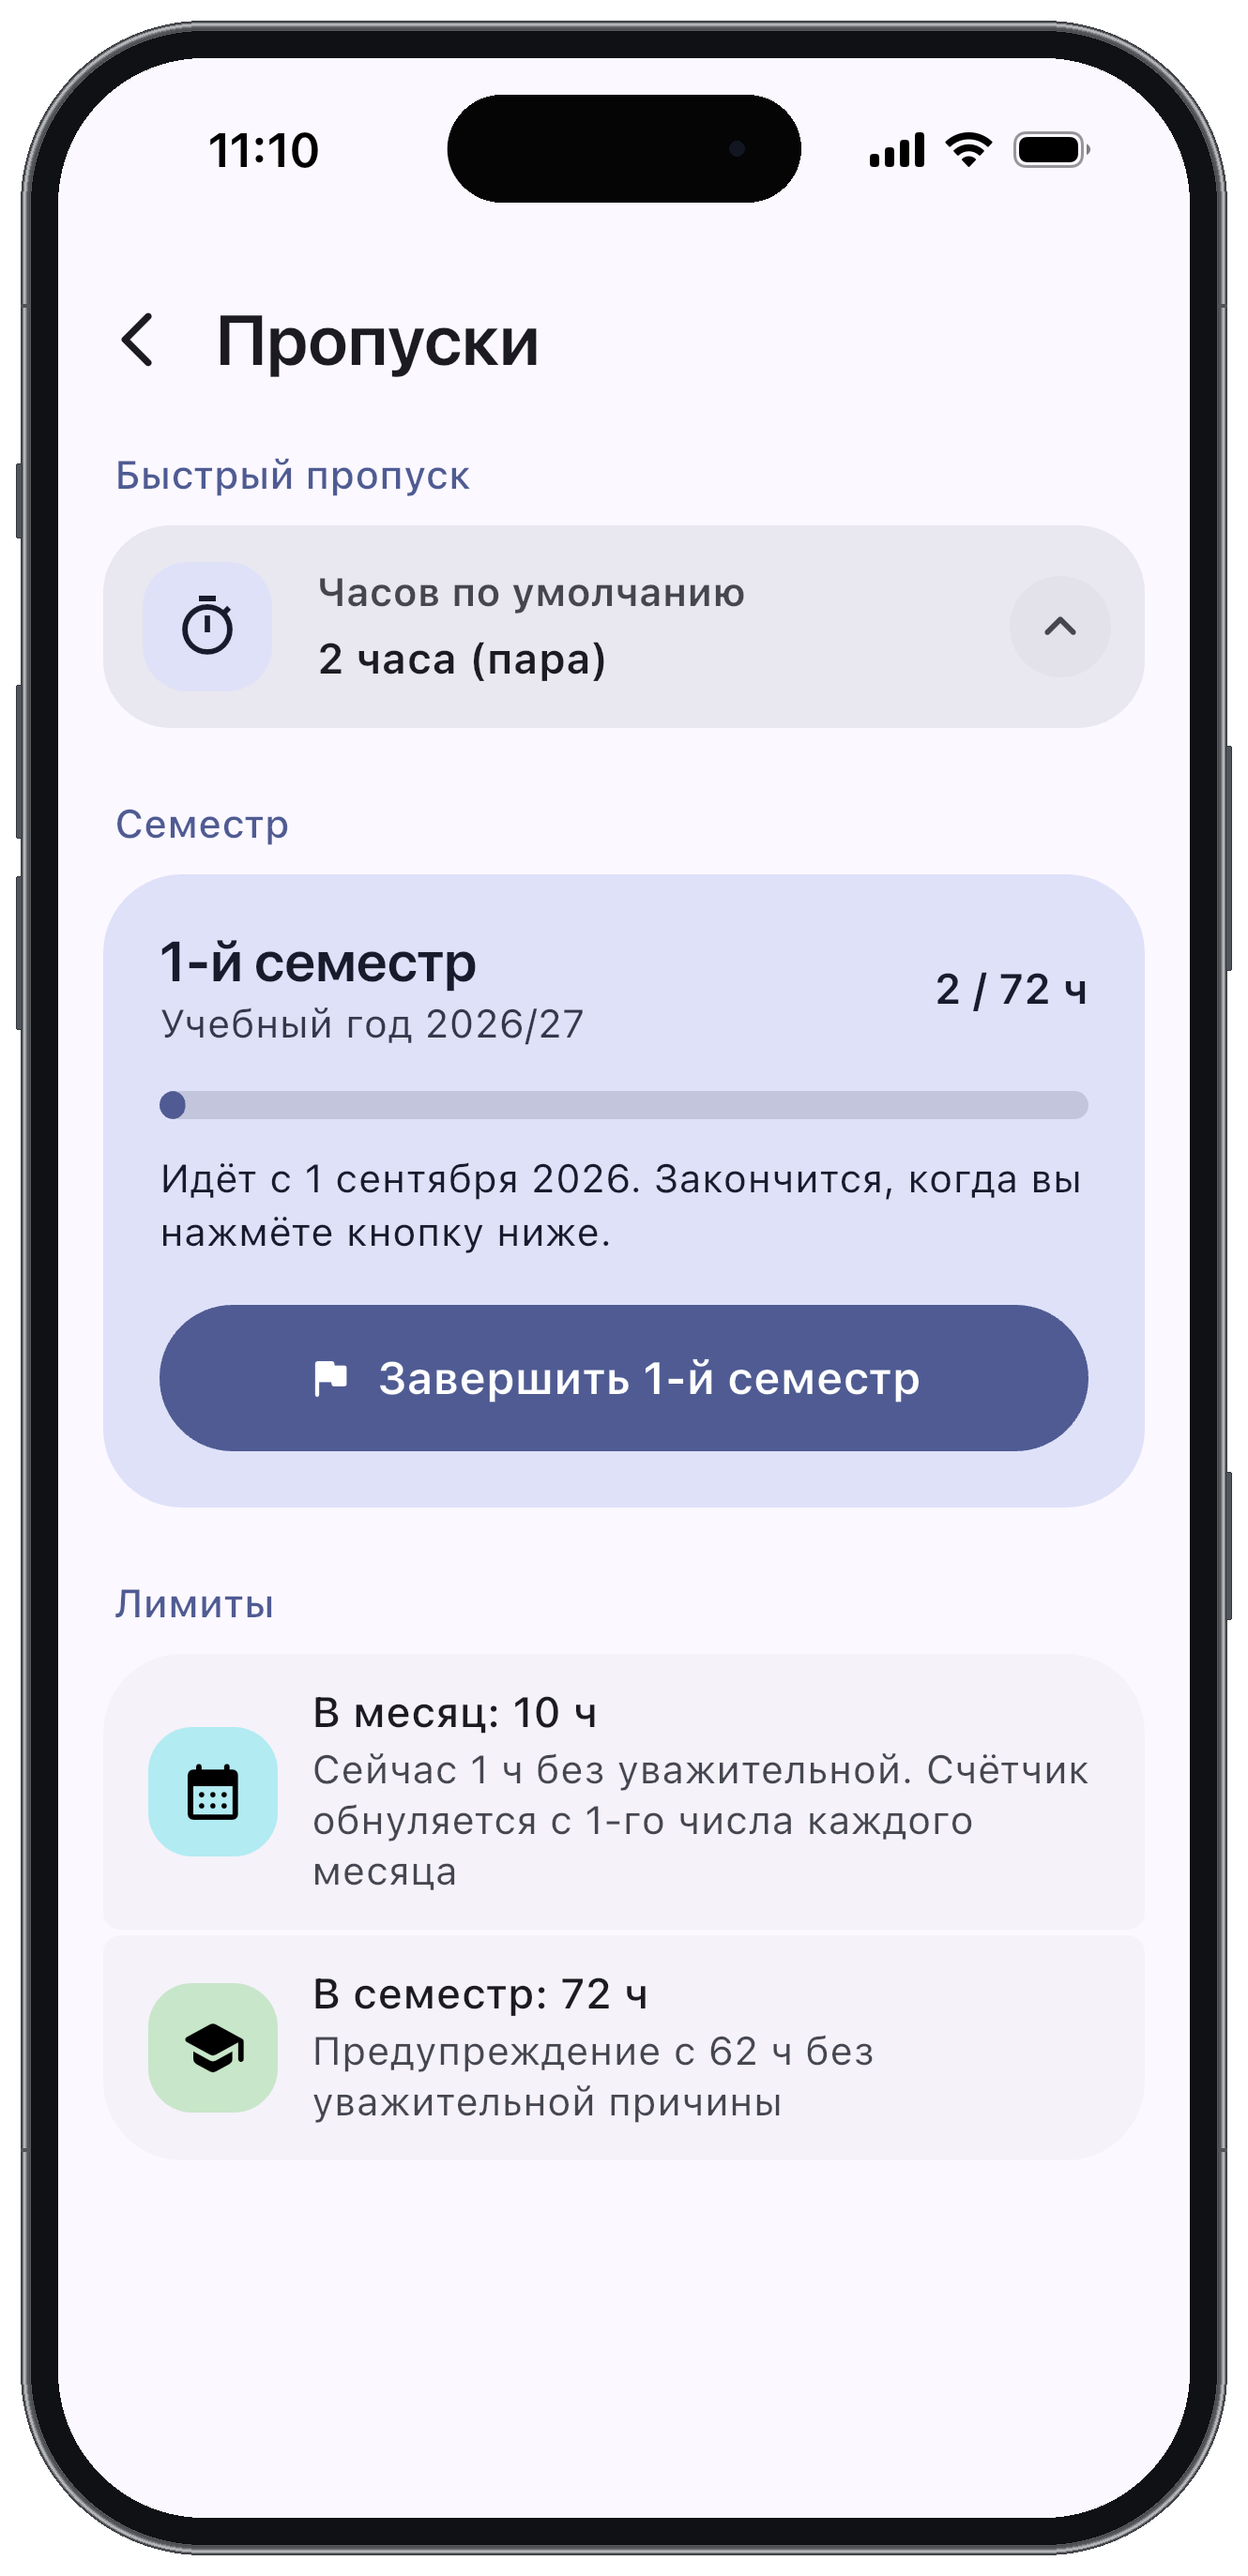 11:10
Пропуски
Быстрый пропуск
Часов по умолчанию
2 часа (пара)
Семестр
1-й семестр
Учебный год 2026/27
2 / 72 ч
Идёт с 1 сентября 2026. Закончится, когда вы
нажмёте кнопку ниже.
Завершить 1-й семестр
Лимиты
В месяц: 10 ч
Сейчас 1 ч без уважительной. Счётчик
обнуляется с 1-го числа каждого
месяца
В семестр: 72 ч
Предупреждение с 62 ч без
уважительной причины